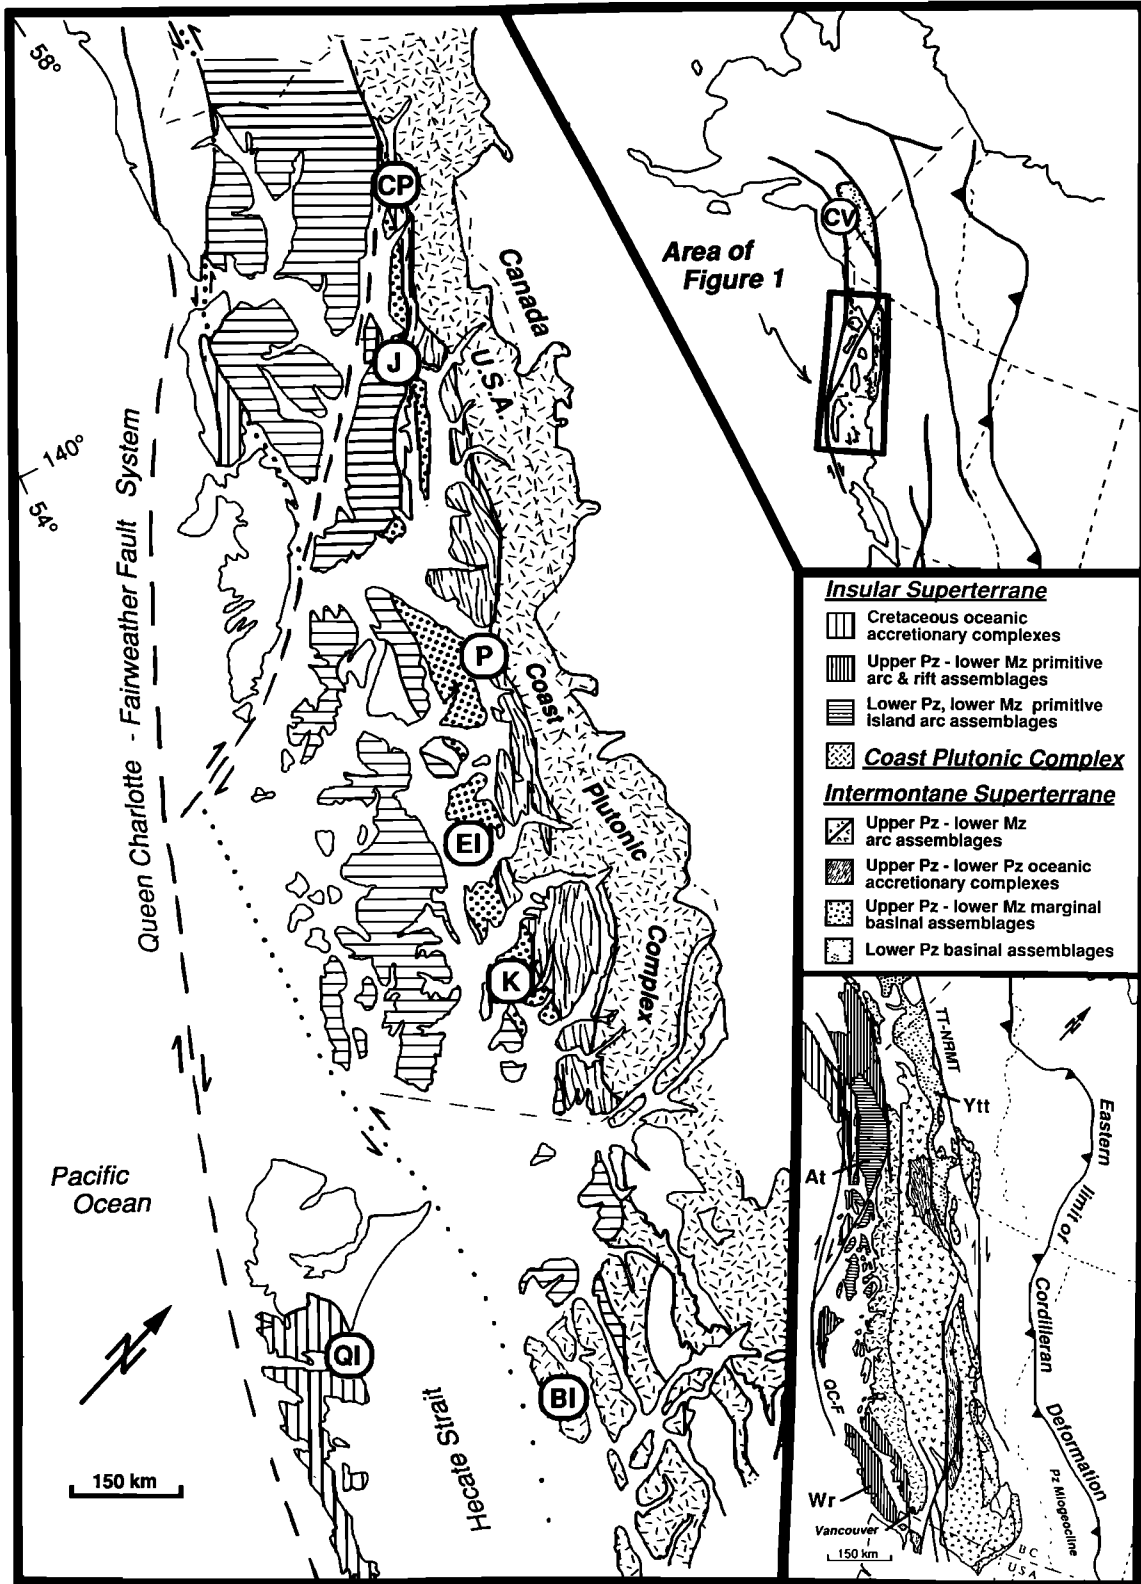 58°
CP
Canada
U.S.A.
J
140°
54°
Queen Charlotte - Fairweather Fault System
P
Coast
Plutonic
Complex
EI
K
Pacific
Ocean
N
QI
BI
Hecate Strait
150 km
CV
Area of
Figure 1
Insular Superterrane
Cretaceous oceanic
accretionary complexes
Upper Pz - lower Mz primitive
arc & rift assemblages
Lower Pz, lower Mz primitive
island arc assemblages
Coast Plutonic Complex
Intermontane Superterrane
Upper Pz - lower Mz
arc assemblages
Upper Pz - lower Pz oceanic
accretionary complexes
Upper Pz - lower Mz marginal
basinal assemblages
Lower Pz basinal assemblages
TT-NRMT
N
Ytt
At
Eastern
limit of
Cordilleran
Deformation
QC-F
Pz Miogeocline
Wr
Vancouver
150 km
BC
USA